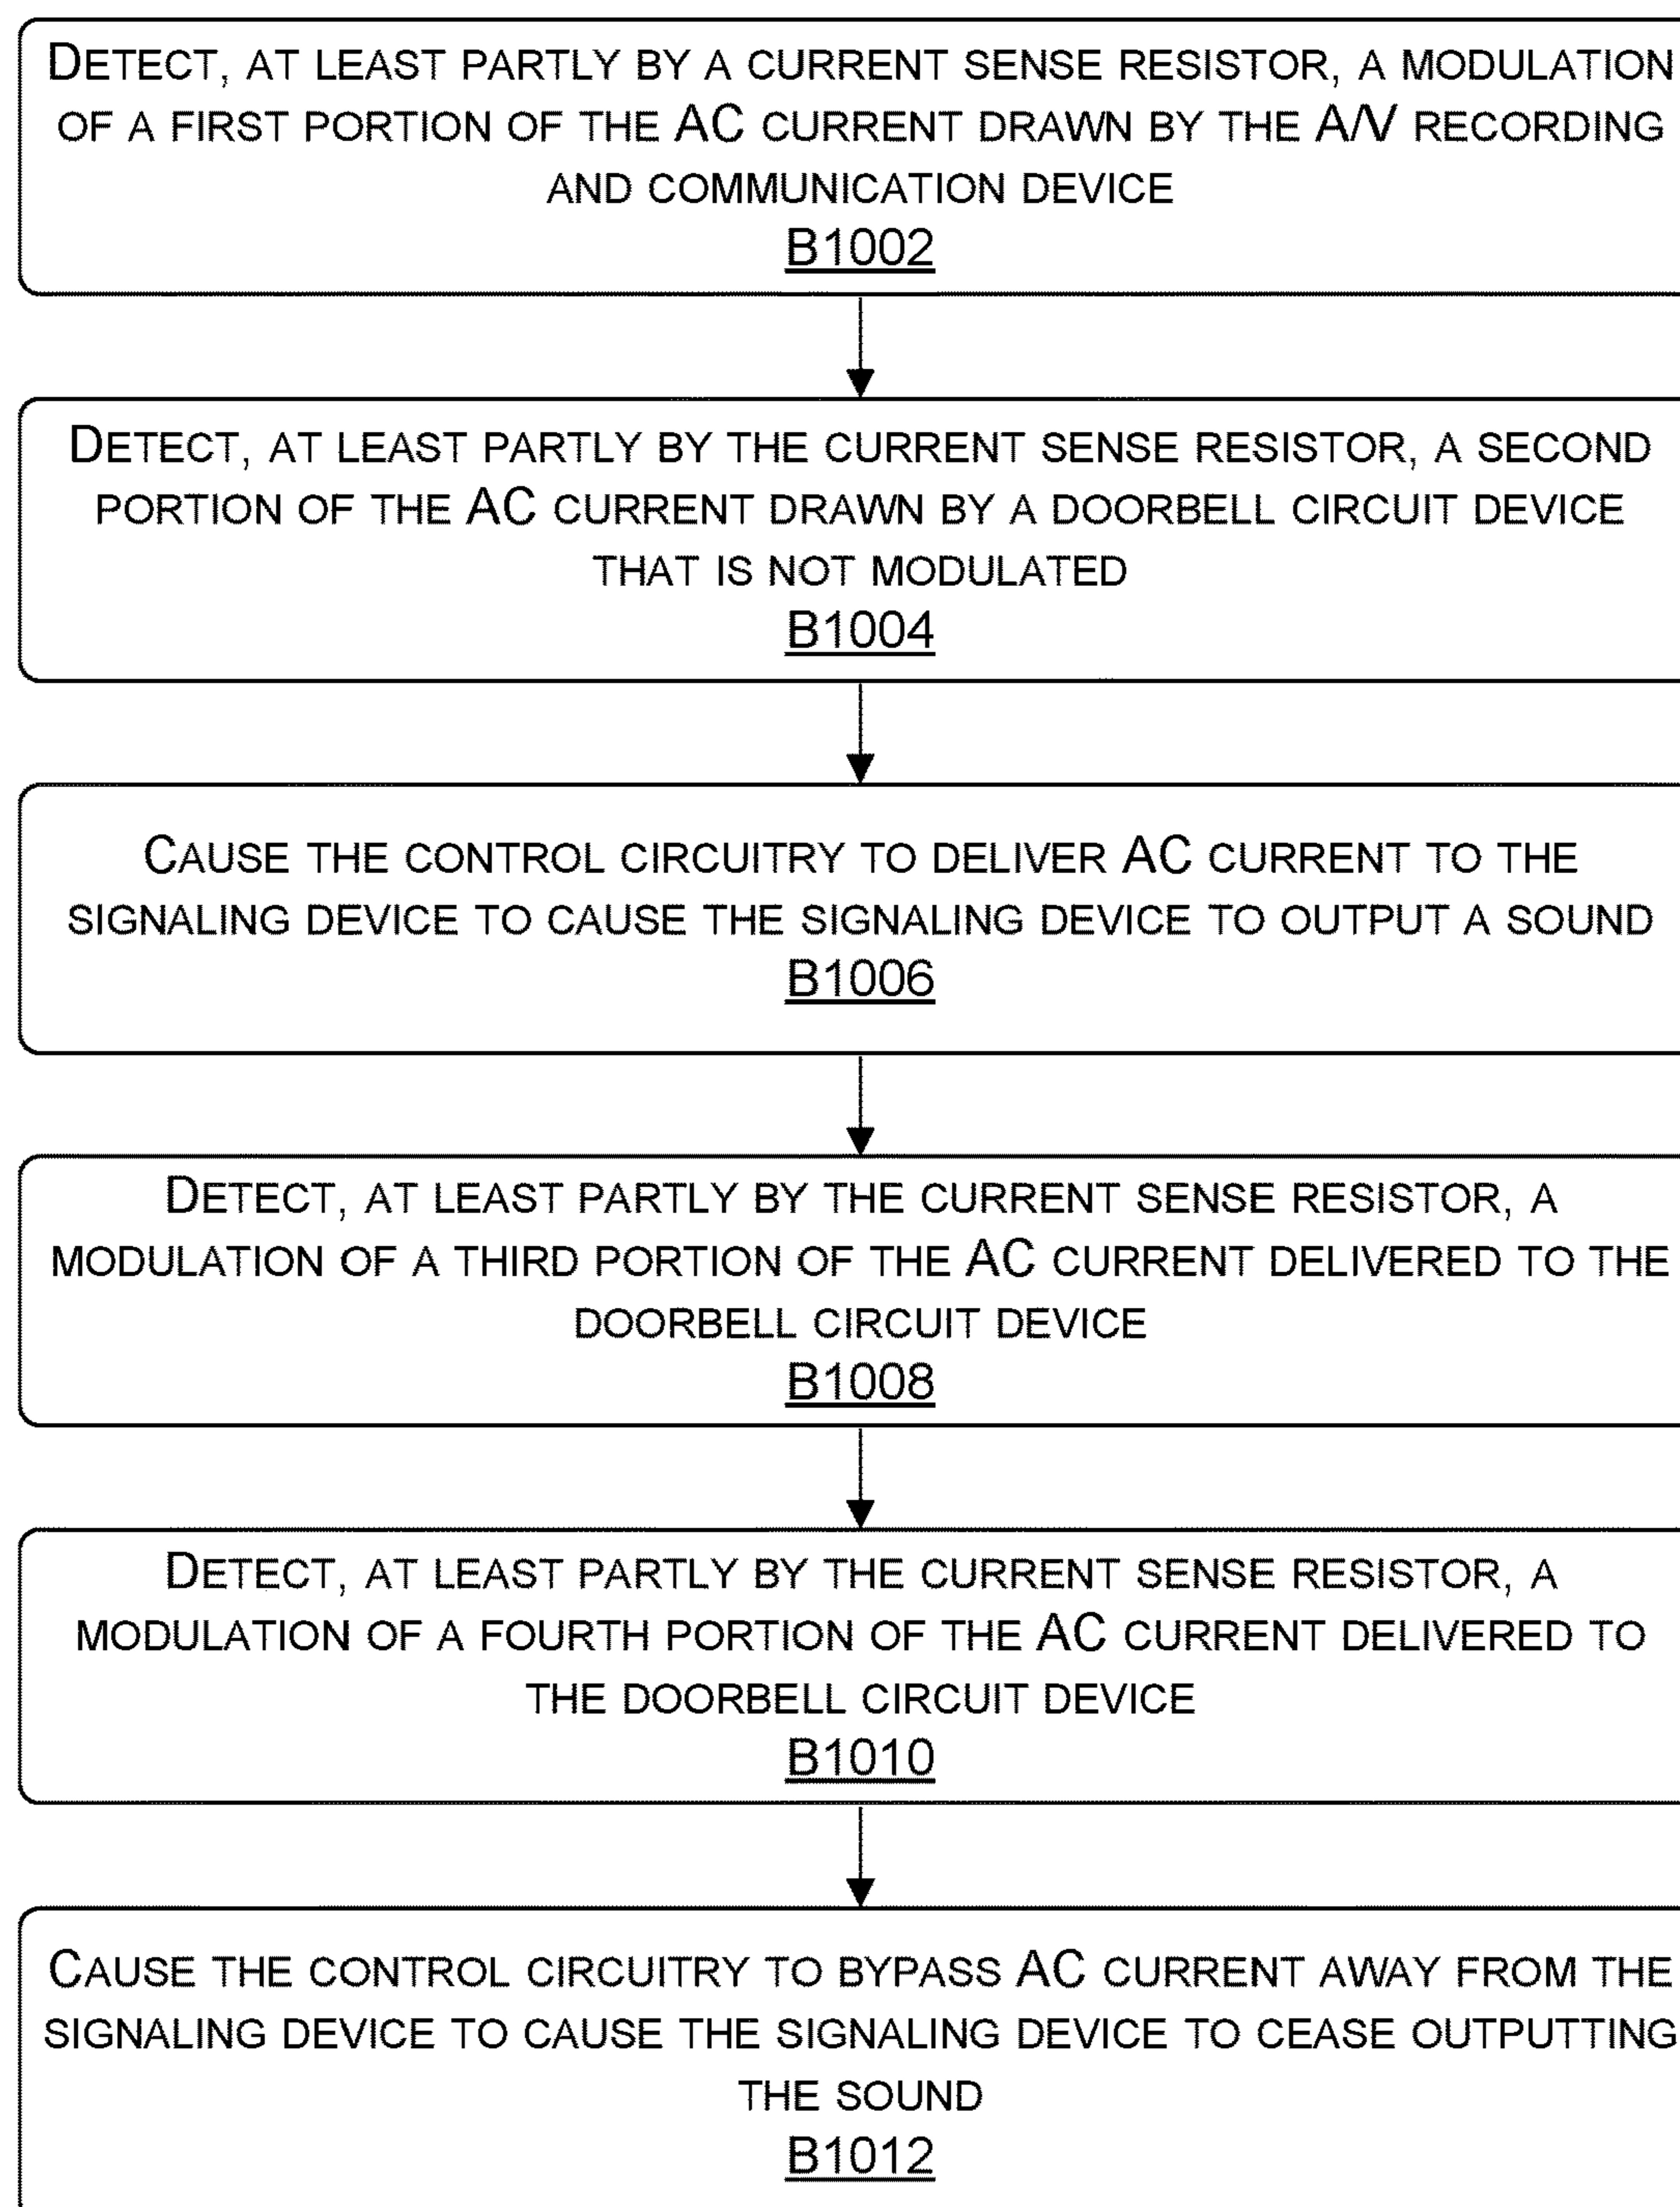 DETECT, AT LEAST PARTLY BY A CURRENT SENSE RESISTOR, A MODULATION
OF A FIRST PORTION OF THE AC CURRENT DRAWN BY THE A/V RECORDING
AND COMMUNICATION DEVICE
B1002
DETECT, AT LEAST PARTLY BY THE CURRENT SENSE RESISTOR, A SECOND
PORTION OF THE AC CURRENT DRAWN BY A DOORBELL CIRCUIT DEVICE
THAT IS NOT MODULATED
B1004
CAUSE THE CONTROL CIRCUITRY TO DELIVER AC CURRENT TO THE
SIGNALING DEVICE TO CAUSE THE SIGNALING DEVICE TO OUTPUT A SOUND
B1006
DETECT, AT LEAST PARTLY BY THE CURRENT SENSE RESISTOR, A
MODULATION OF A THIRD PORTION OF THE AC CURRENT DELIVERED TO THE
DOORBELL CIRCUIT DEVICE
B1008
DETECT, AT LEAST PARTLY BY THE CURRENT SENSE RESISTOR, A
MODULATION OF A FOURTH PORTION OF THE AC CURRENT DELIVERED TO
THE DOORBELL CIRCUIT DEVICE
B1010
CAUSE THE CONTROL CIRCUITRY TO BYPASS AC CURRENT AWAY FROM THE
SIGNALING DEVICE TO CAUSE THE SIGNALING DEVICE TO CEASE OUTPUTTING
THE SOUND
B1012